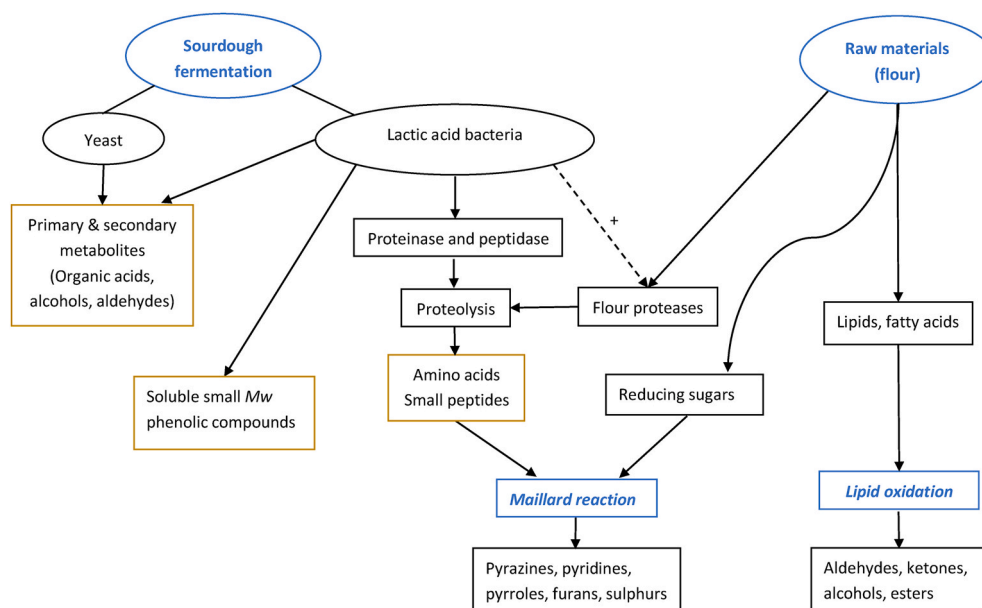 Sourdough
fermentation
Raw materials
(flour)
Yeast
Lactic acid bacteria
Primary & secondary
metabolites
(Organic acids,
alcohols, aldehydes)
Proteinase and peptidase
+
Proteolysis
Flour proteases
Lipids, fatty acids
Soluble small Mw
phenolic compounds
Amino acids
Small peptides
Reducing sugars
Maillard reaction
Lipid oxidation
Pyrazines, pyridines,
pyrroles, furans, sulphurs
Aldehydes, ketones,
alcohols, esters